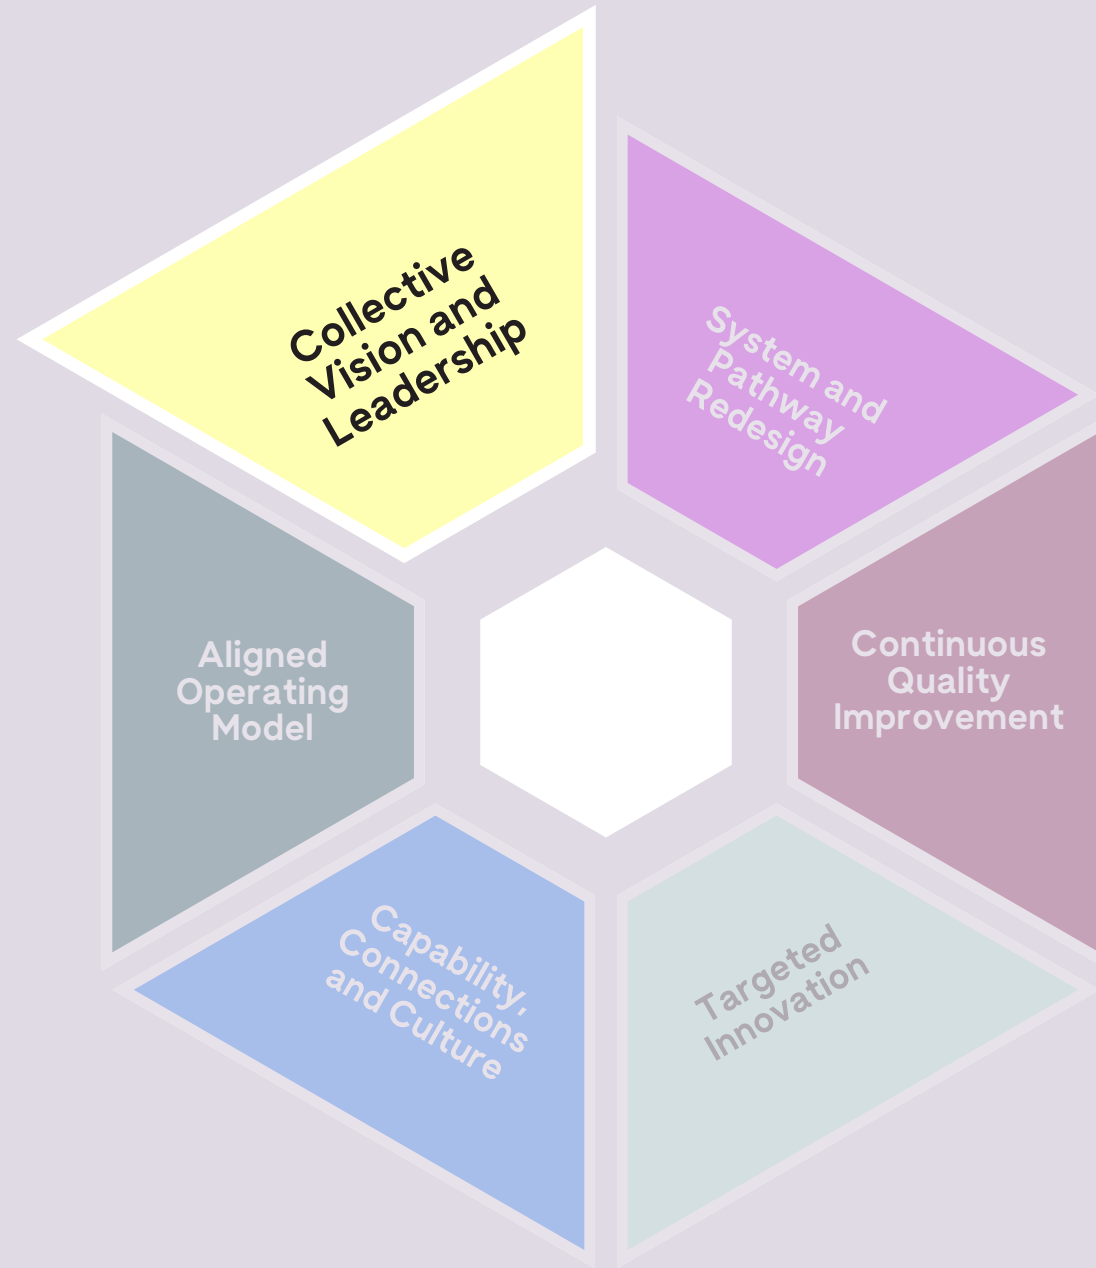 Collective
Vision and
Leadership
System and
Pathway
Redesign
Aligned
Operating
Model
Continuous
Quality
Improvement
Capability,
Connections
and Culture
Targeted
Innovation